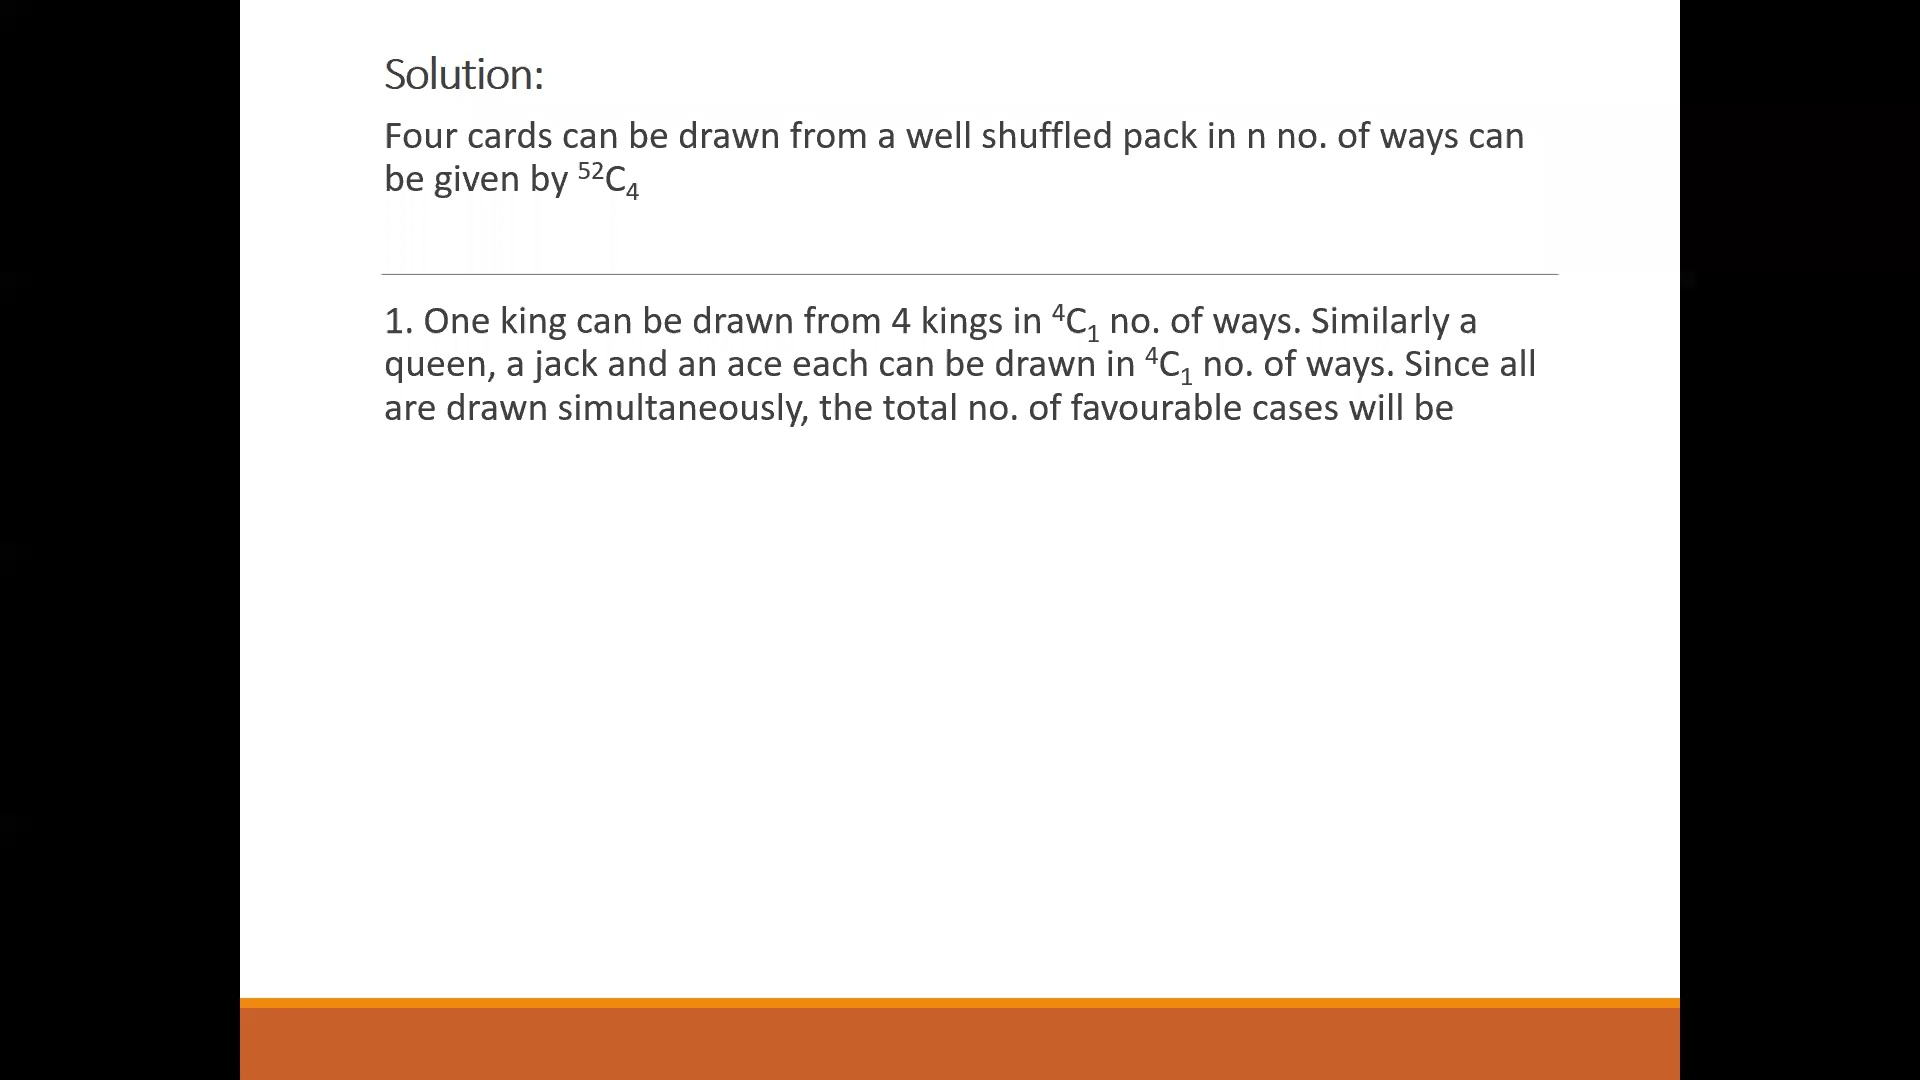 Solution:
Four cards can be drawn from a well shuffled pack in n no. of ways can
be given by ⁵²C₄
1. One king can be drawn from 4 kings in ⁴C₁ no. of ways. Similarly a
queen, a jack and an ace each can be drawn in ⁴C₁ no. of ways. Since all
are drawn simultaneously, the total no. of favourable cases will be